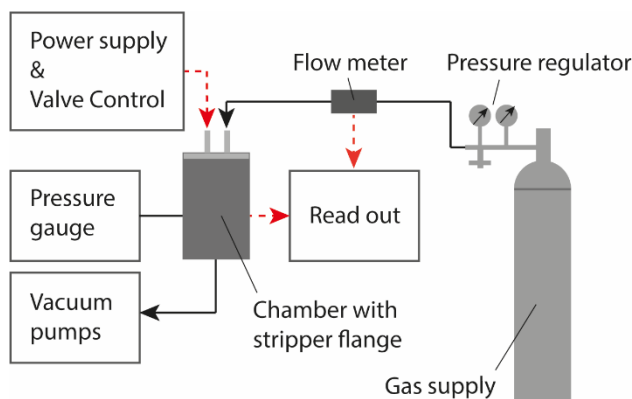 Power supply
&
Valve Control
Flow meter
Pressure regulator
Pressure
gauge
Read out
Vacuum
pumps
Chamber with
stripper flange
Gas supply